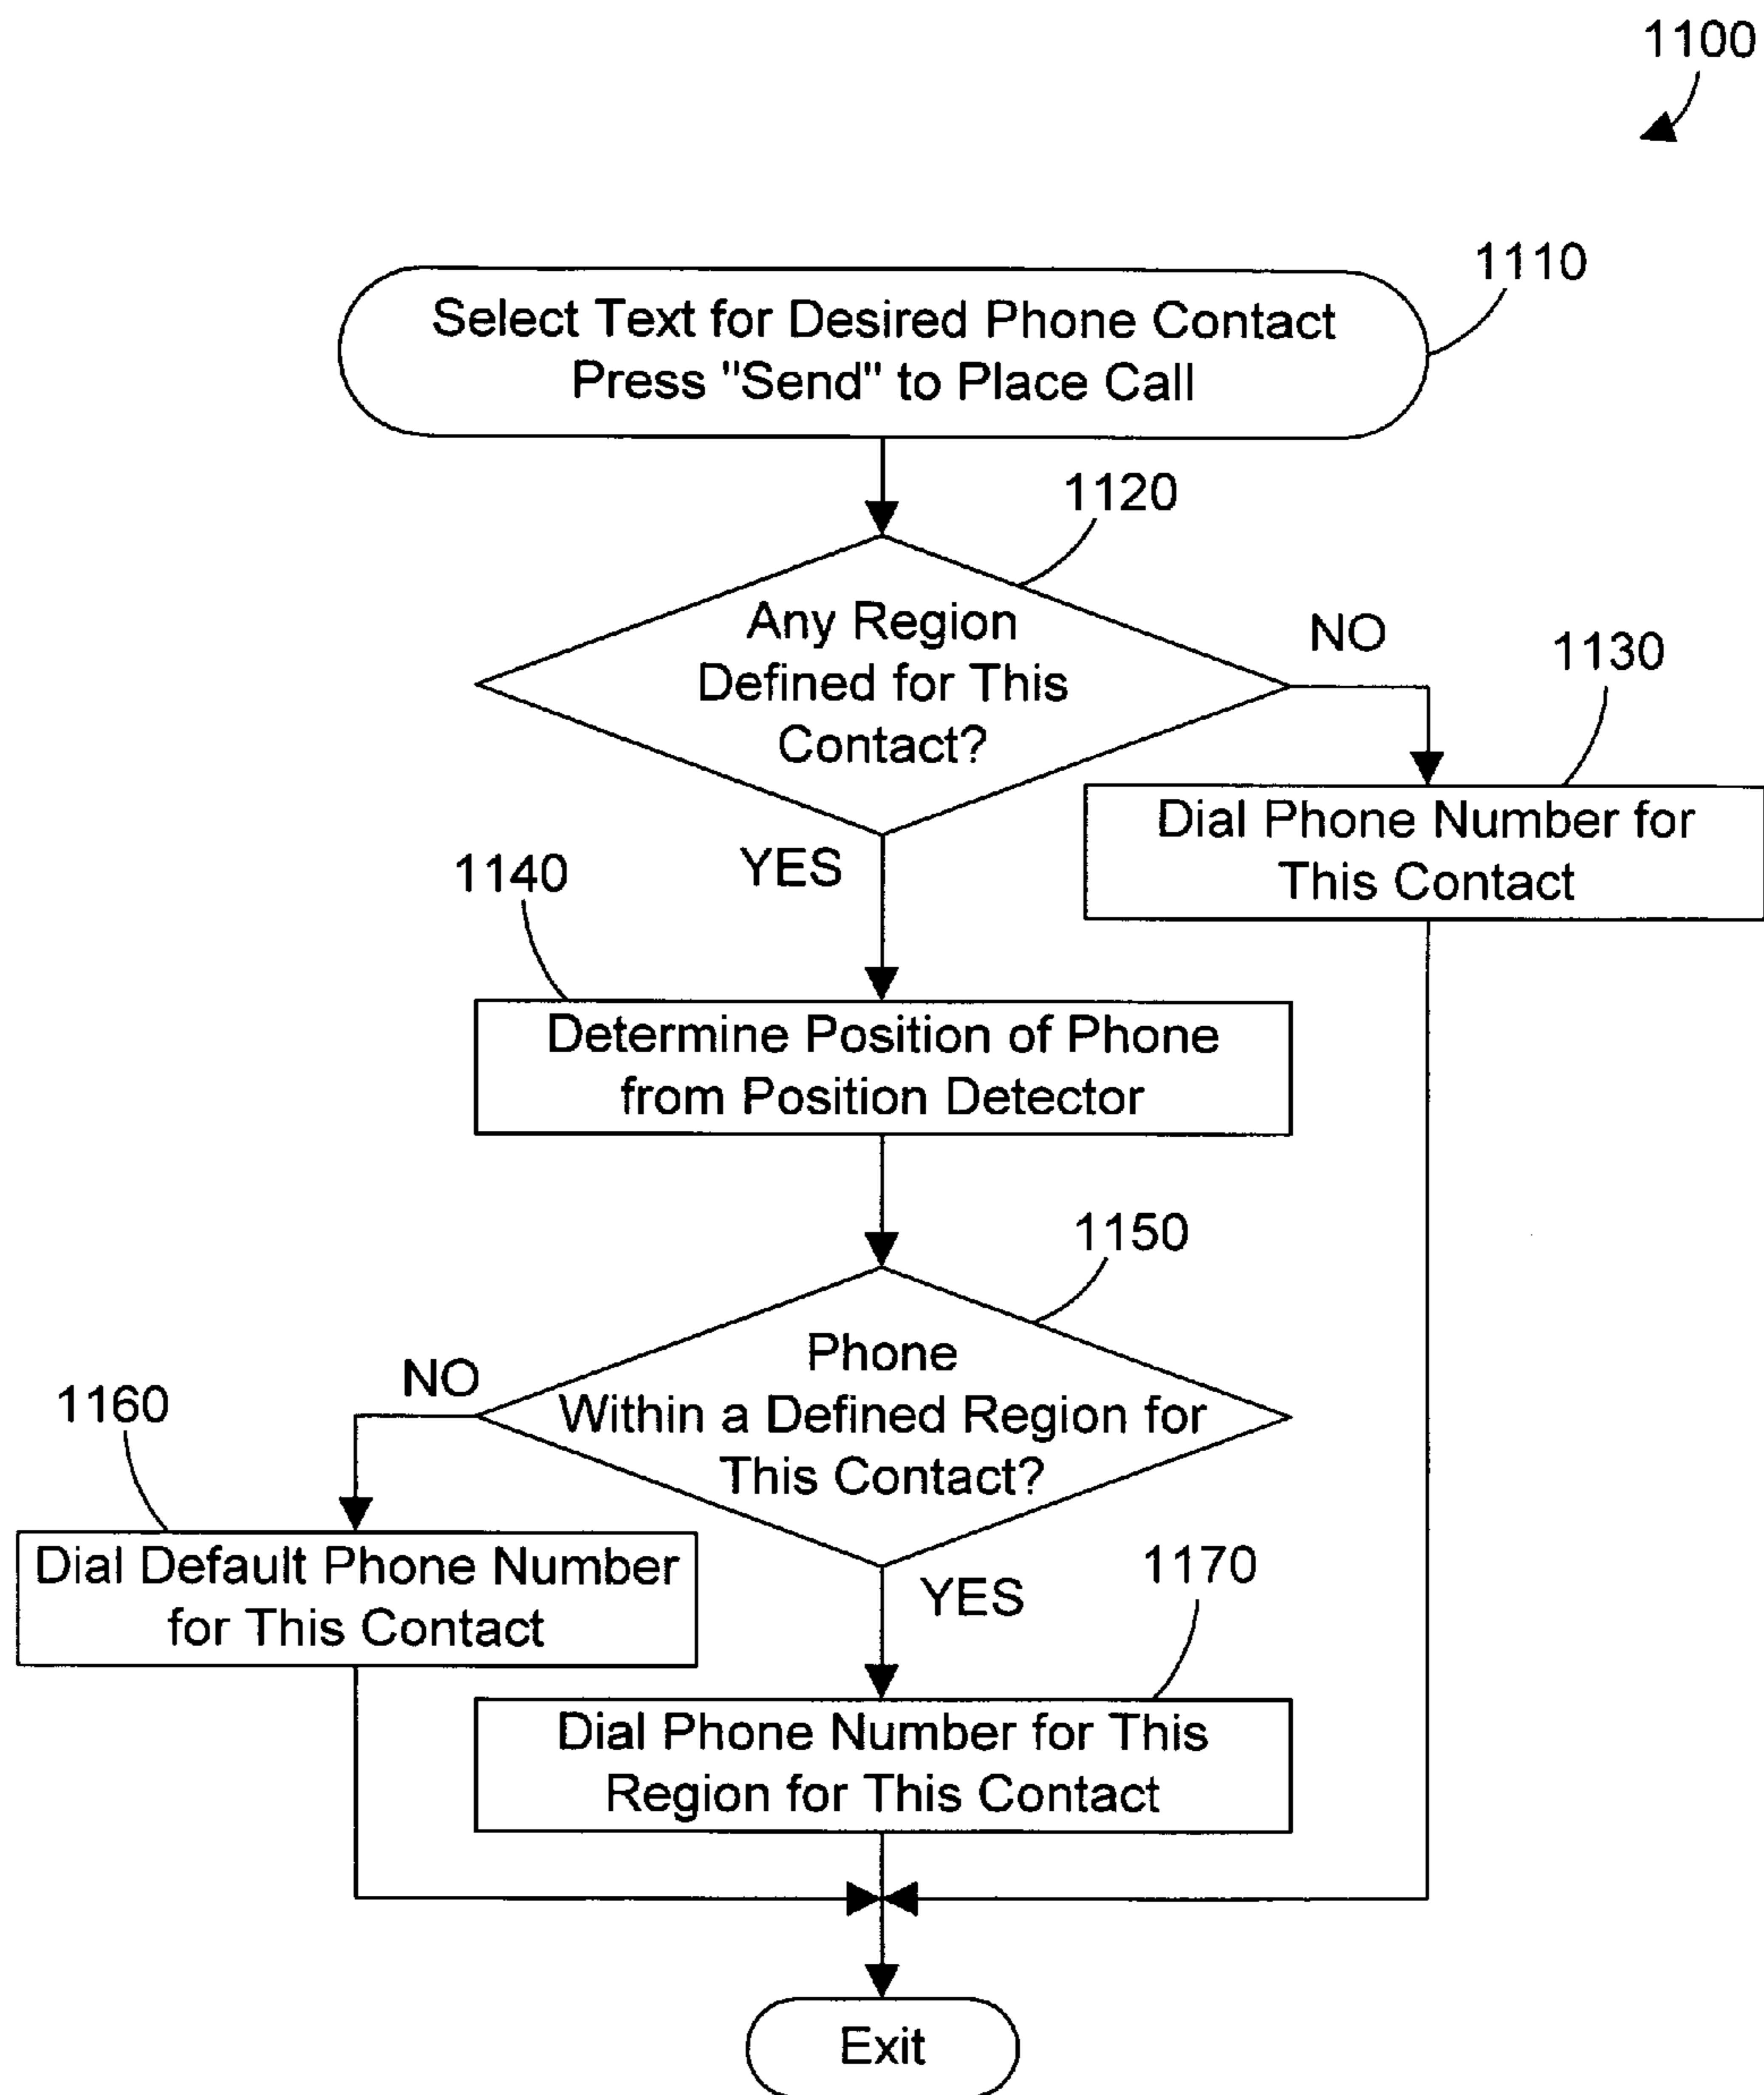 1100
1110
Select Text for Desired Phone Contact
Press "Send" to Place Call
1120
Any Region
Defined for This
Contact?
NO
1130
Dial Phone Number for
This Contact
YES
1140
Determine Position of Phone
from Position Detector
1150
Phone
Within a Defined Region for
This Contact?
NO
1160
Dial Default Phone Number
for This Contact
YES
1170
Dial Phone Number for This
Region for This Contact
Exit